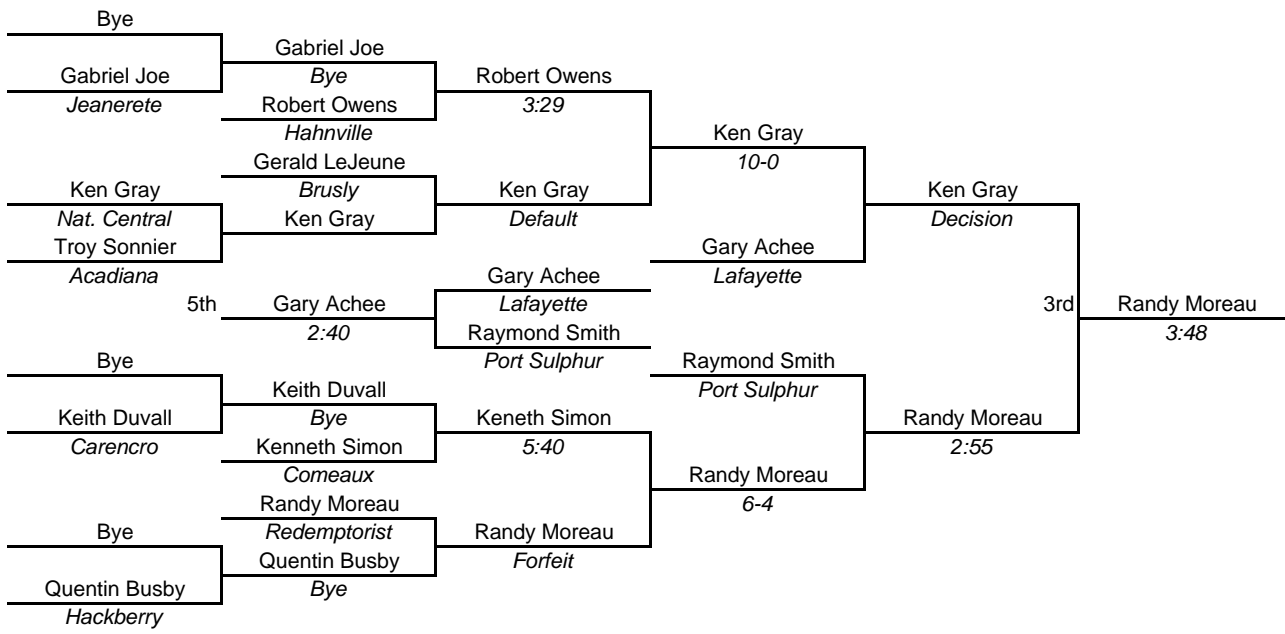 Bye
Gabriel Joe
Gabriel Joe
Bye
Robert Owens
Jeanerete
Robert Owens
3:29
Hahnville
Ken Gray
Gerald LeJeune
10-0
Ken Gray
Brusly
Ken Gray
Ken Gray
Nat. Central
Ken Gray
Default
Decision
Troy Sonnier
Gary Achee
Acadiana
Gary Achee
Lafayette
5th
Gary Achee
Lafayette
3rd
Randy Moreau
2:40
Raymond Smith
3:48
Bye
Port Sulphur
Raymond Smith
Keith Duvall
Port Sulphur
Keith Duvall
Bye
Keneth Simon
Randy Moreau
Carencro
Kenneth Simon
5:40
2:55
Comeaux
Randy Moreau
Randy Moreau
6-4
Bye
Redemptorist
Randy Moreau
Quentin Busby
Forfeit
Quentin Busby
Bye
Hackberry